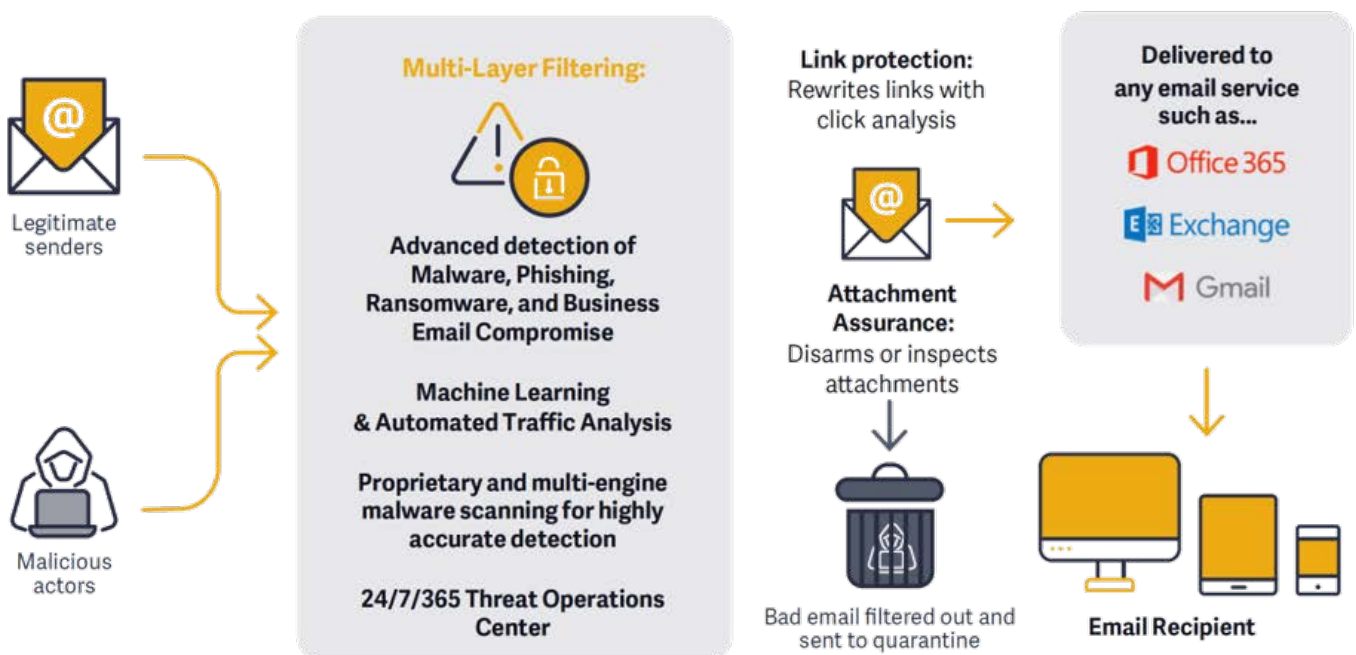 @
Legitimate
senders
Malicious
actors
Multi-Layer Filtering:
Advanced detection of
Malware, Phishing,
Ransomware, and Business
Email Compromise
Machine Learning
& Automated Traffic Analysis
Proprietary and multi-engine
malware scanning for highly
accurate detection
24/7/365 Threat Operations
Center
Link protection:
Rewrites links with
click analysis
@
Attachment
Assurance:
Disarms or inspects
attachments
Bad email filtered out and
sent to quarantine
Delivered to
any email service
such as...
Office 365
E Exchange
Gmail
Email Recipient